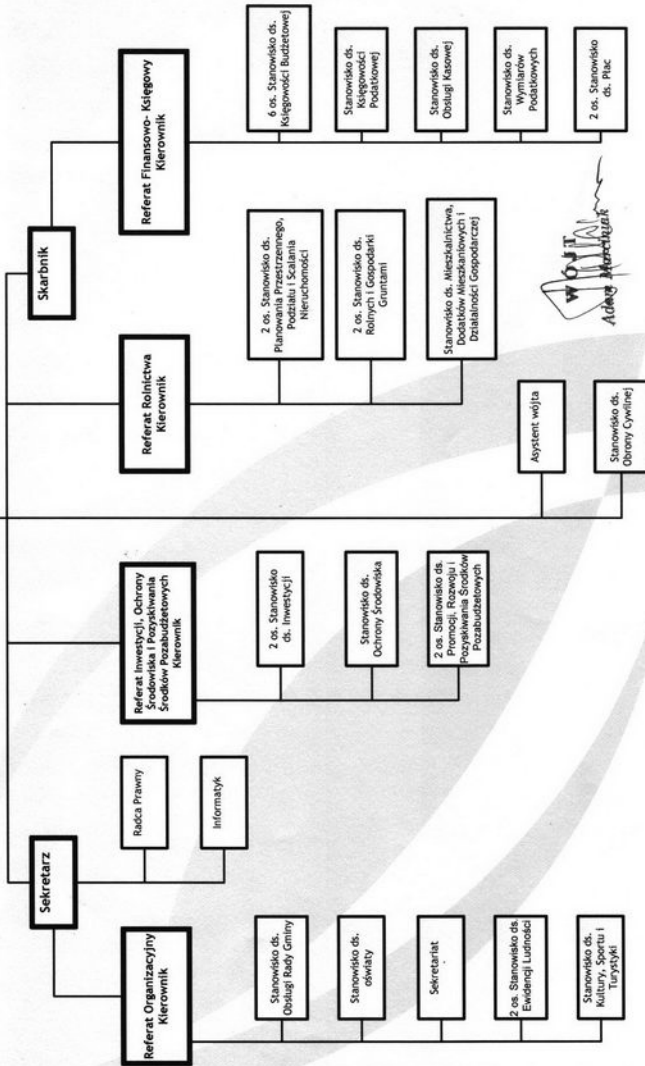 Sekretarz
Skarbnik
Referat Organizacyjny
Kierownik
Radca Prawny
Informatyk
Referat Inwestycji, Ochrony
Środowiska i Pozyskiwania
Środków Pozabudżetowych
Kierownik
Referat Rolnictwa
Kierownik
Referat Finansowo- Księgowy
Kierownik
Stanowisko ds.
Obsługi Rady Gminy
Stanowisko ds.
oświaty
Sekretariat
2 os. Stanowisko ds.
Ewidencji Ludności
Stanowisko ds.
Kultury, Sportu i
Turystyki
2 os. Stanowisko
ds. Inwestycji
Stanowisko ds.
Ochrony Środowiska
2 os. Stanowisko ds.
Promocji, Rozwoju i
Pozyskiwania Środków
Pozabudżetowych
Asystent wójta
Stanowisko ds.
Obrony Cywilnej
2 os. Stanowisko ds.
Planowania Przestrzennego,
Podziału i Scalania
Nieruchomości
2 os. Stanowisko ds.
Rolnych i Gospodarki
Gruntami
Stanowisko ds. Mieszkalnictwa,
Dodatków Mieszkaniowych i
Działalności Gospodarczej
6 os. Stanowisko ds.
Księgowości Budżetowej
Stanowisko ds.
Księgowości
Podatkowej
Stanowisko ds.
Obsługi Kasowej
Stanowisko ds.
Wymiarów
Podatkowych
2 os. Stanowisko
ds. Płac
WÓJT
Adam Marciniak